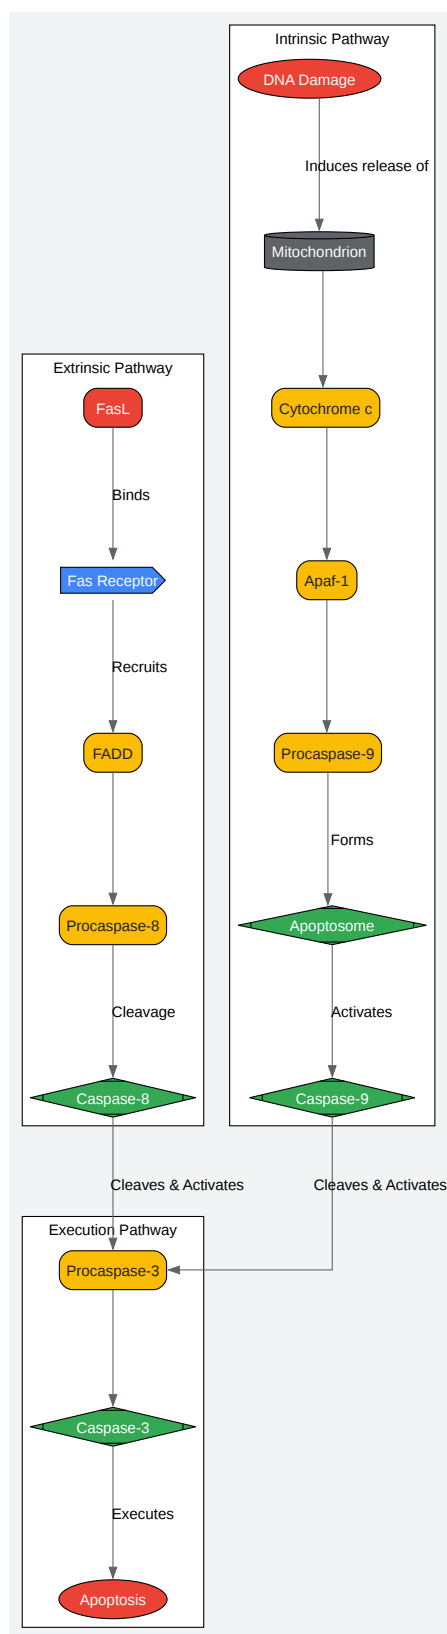 Intrinsic Pathway
DNA Damage
Induces release of
Mitochondrion
Cytochrome c
Apaf-1
Procaspase-9
Forms
Apoptosome
Activates
Caspase-9
Cleaves & Activates
Extrinsic Pathway
FasL
Binds
Fas Receptor
Recruits
FADD
Procaspase-8
Cleavage
Caspase-8
Cleaves & Activates
Execution Pathway
Procaspase-3
Caspase-3
Executes
Apoptosis